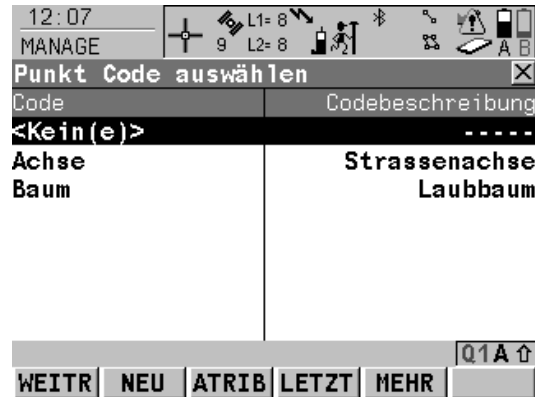 12:07
MANAGE
L1= 8
9 L2= 8
A B
Punkt Code auswählen
Code Codebeschreibung
<Kein(e)> -----
Achse Strassenachse
Baum Laubbaum
Q1A⇧
WEITR NEU ATRIB LETZT MEHR